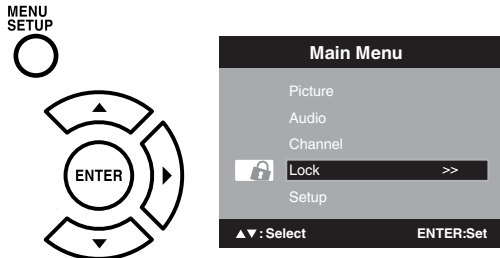 MENU
SETUP
ENTER
Main Menu
Picture
Audio
Channel
Lock >>
Setup
▲▼: Select ENTER:Set